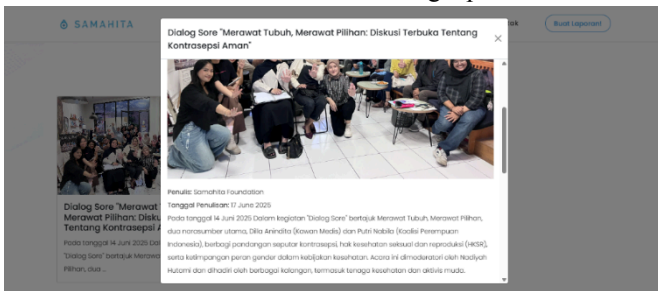 SAMAHITA
Buat Laporan!
Dialog Sore "Merawat Tubuh, Merawat Pilihan: Diskusi Terbuka Tentang
Kontrasepsi Aman"
×
Penulis: Samahita Foundation
Tanggal Penulisan: 17 June 2025
Pada tanggal 14 Juni 2025 Dalam kegiatan "Dialog Sore" bertajuk Merawat Tubuh, Merawat Pilihan,
dua narasumber utama, Dilla Anindita (Kawan Medis) dan Putri Nabila (Koalisi Perempuan
Indonesia), berbagi pandangan seputar kontrasepsi, hak kesehatan seksual dan reproduksi (HKSR),
serta ketimpangan peran gender dalam kebijakan kesehatan. Acara ini dimoderatori oleh Nadiyah
Hutami dan dihadiri oleh berbagai kalangan, termasuk tenaga kesehatan dan aktivis muda.
Dialog Sore "Merawat
Merawat Pilihan: Disku
Tentang Kontrasepsi A
Pada tanggal 14 Juni 2025 Dal
"Dialog Sore" bertajuk Merawa
Pilihan, dua ...